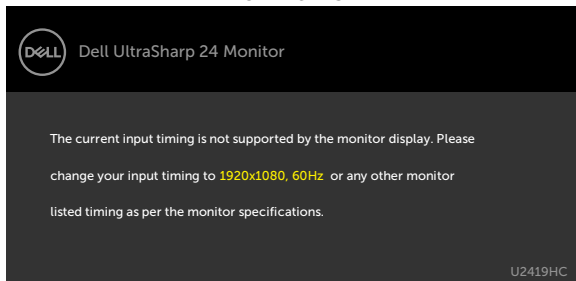 DELL
Dell UltraSharp 24 Monitor
The current input timing is not supported by the monitor display. Please
change your input timing to 1920x1080, 60Hz or any other monitor
listed timing as per the monitor specifications.
U2419HC